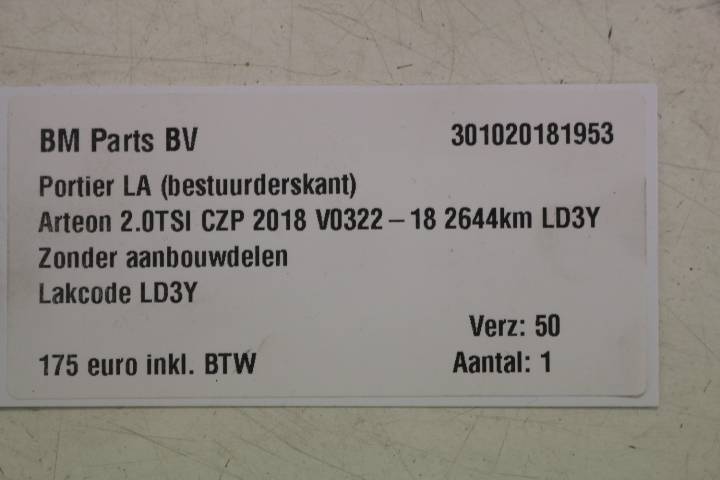 BM Parts BV 301020181953
Portier LA (bestuurderskant)
Arteon 2.0TSI CZP 2018 V0322-18 2644km LD3Y
Zonder aanbouwdelen
Lakcode LD3Y
Verz: 50
175 euro inkl. BTW Aantal: 1